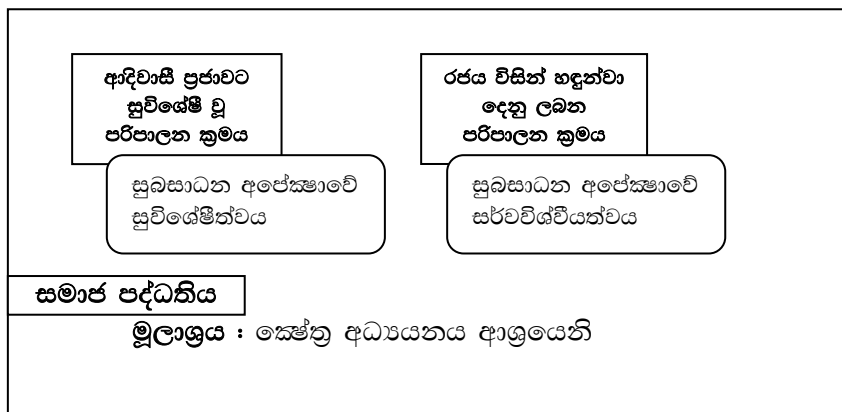 ආදිවාසී ප්‍රජාවට
සුවිශේෂී වූ
පරිපාලන ක්‍රමය
රජය විසින් හඳුන්වා
දෙනු ලබන
පරිපාලන ක්‍රමය
සුබසාධන අපේක්‍ෂාවේ
සුවිශේෂීත්වය
සුබසාධන අපේක්‍ෂාවේ
සර්වවිශ්වීයත්වය
සමාජ පද්ධතිය
මූලාශ්‍රය : ක්‍ෂේත්‍ර අධ්‍යයනය ආශ්‍රයෙනි